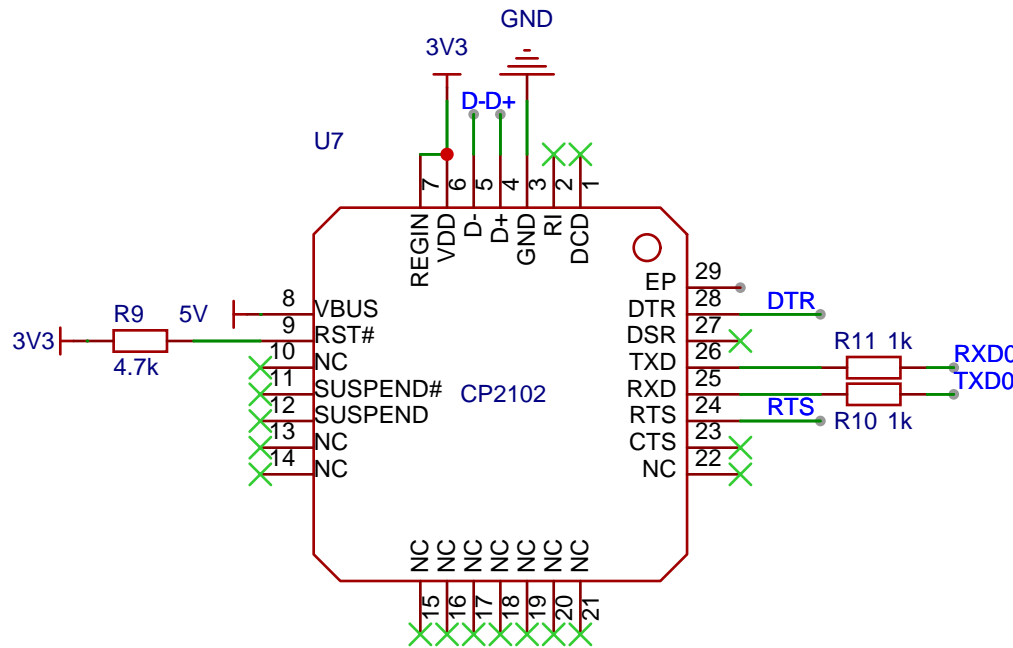 GND
3V3
D- D+
U7
7 6 5 4 3 2 1
REGIN VDD D- D+ GND RI DCD
EP 29
DTR 28 DTR
DSR 27
TXD 26 R11 1k RXD0
RXD 25 TXD0
RTS 24 RTS R10 1k
CTS 23
NC 22
R9 5V 8 VBUS
3V3 9 RST#
4.7k 10 NC
11 SUSPEND#
CP2102
12 SUSPEND
13 NC
14 NC
NC NC NC NC NC NC NC
15 16 17 18 19 20 21